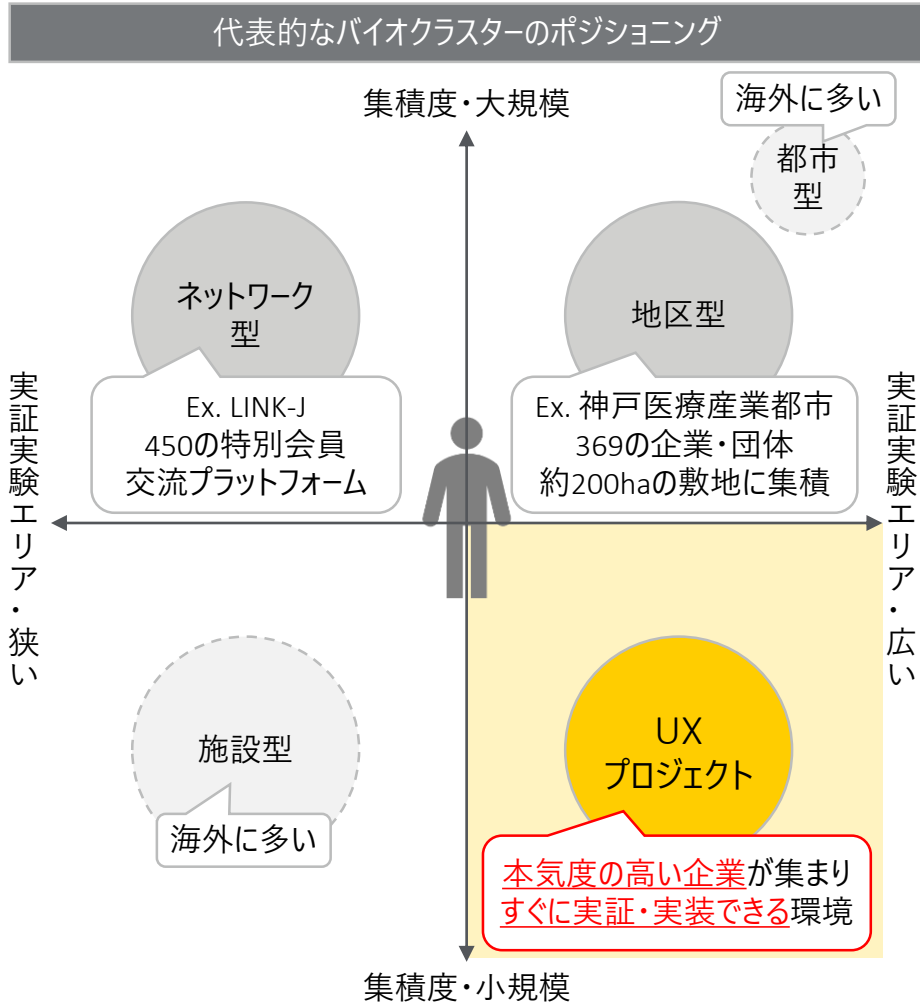 代表的なバイオクラスターのポジショニング
集積度・大規模
海外に多い
都市
型
ネットワーク
型
地区型
Ex. LINK-J
450の特別会員
交流プラットフォーム
Ex. 神戸医療産業都市
369の企業・団体
約200haの敷地に集積
実証実験エリア・狭い
実証実験エリア・広い
施設型
海外に多い
UX
プロジェクト
本気度の高い企業が集まり
すぐに実証・実装できる環境
集積度・小規模